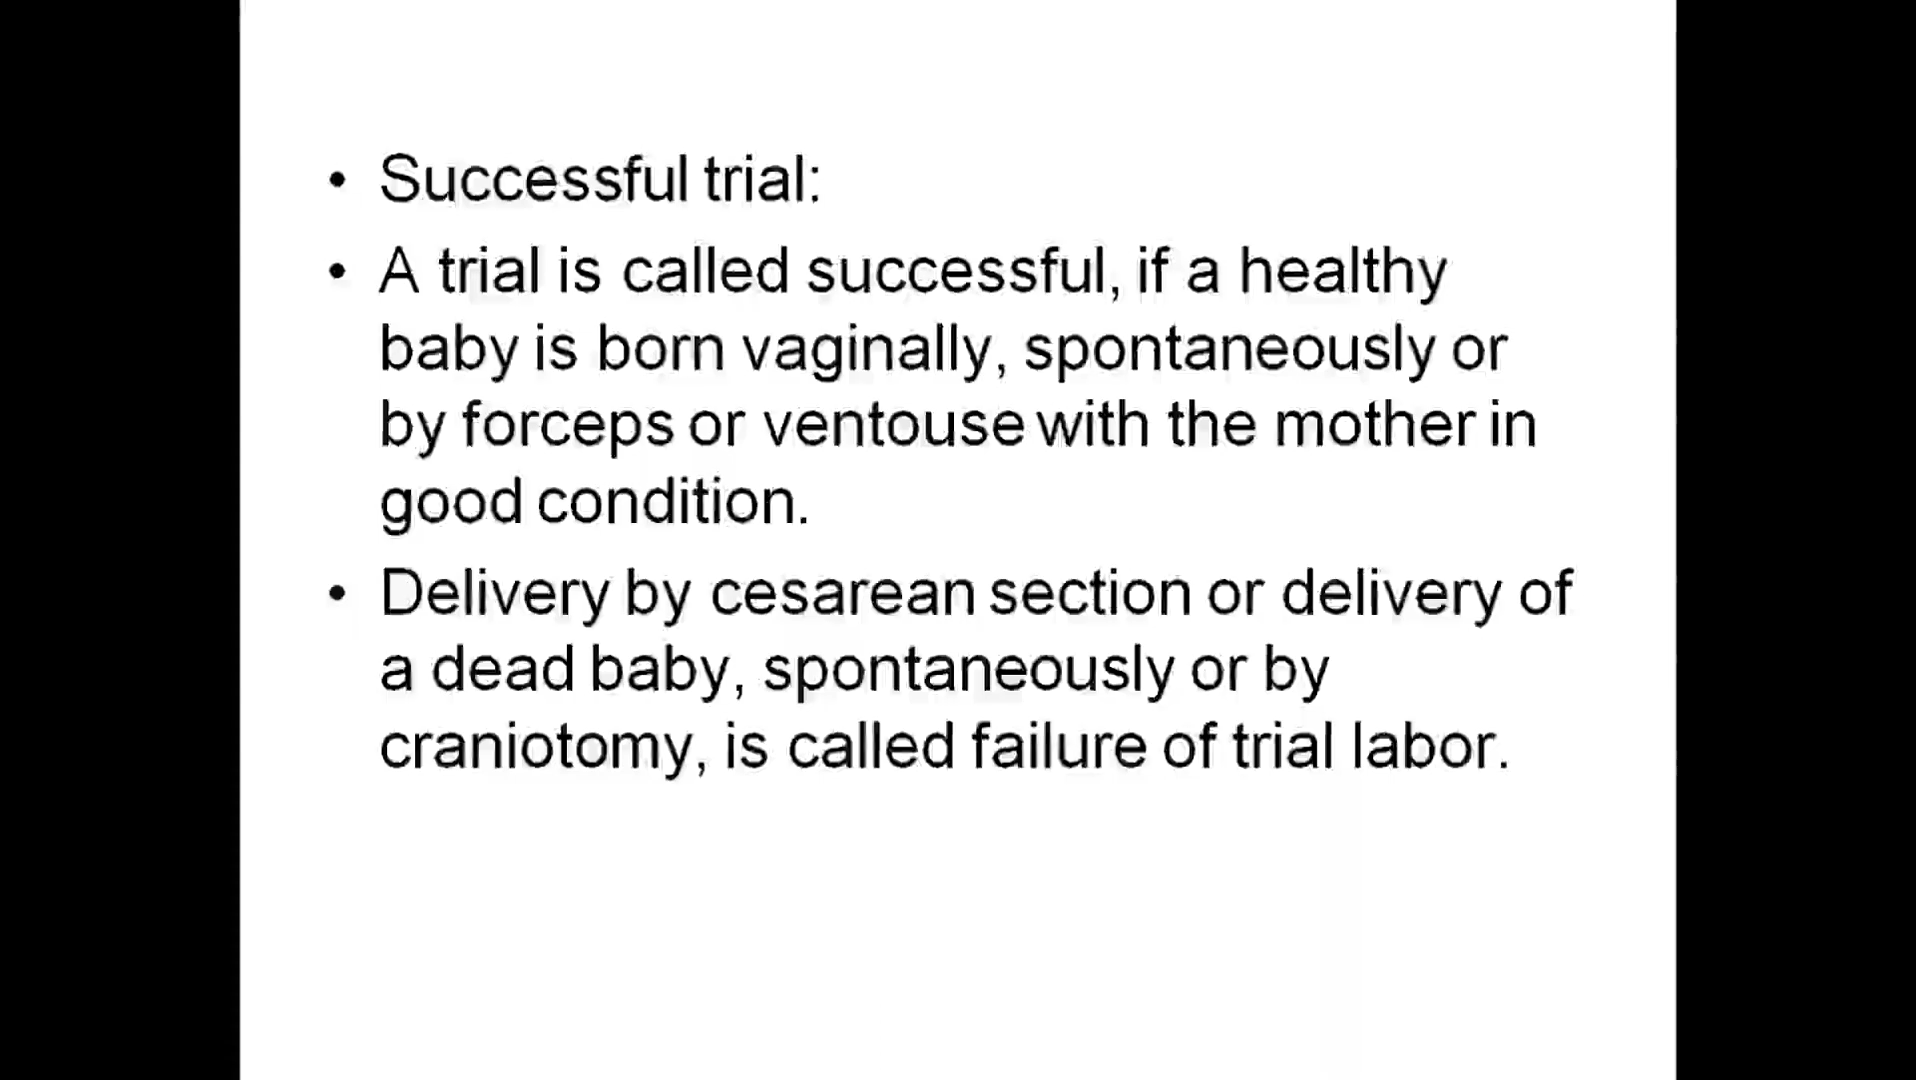 • Successful trial:
• A trial is called successful, if a healthy
baby is born vaginally, spontaneously or
by forceps or ventouse with the mother in
good condition.
• Delivery by cesarean section or delivery of
a dead baby, spontaneously or by
craniotomy, is called failure of trial labor.